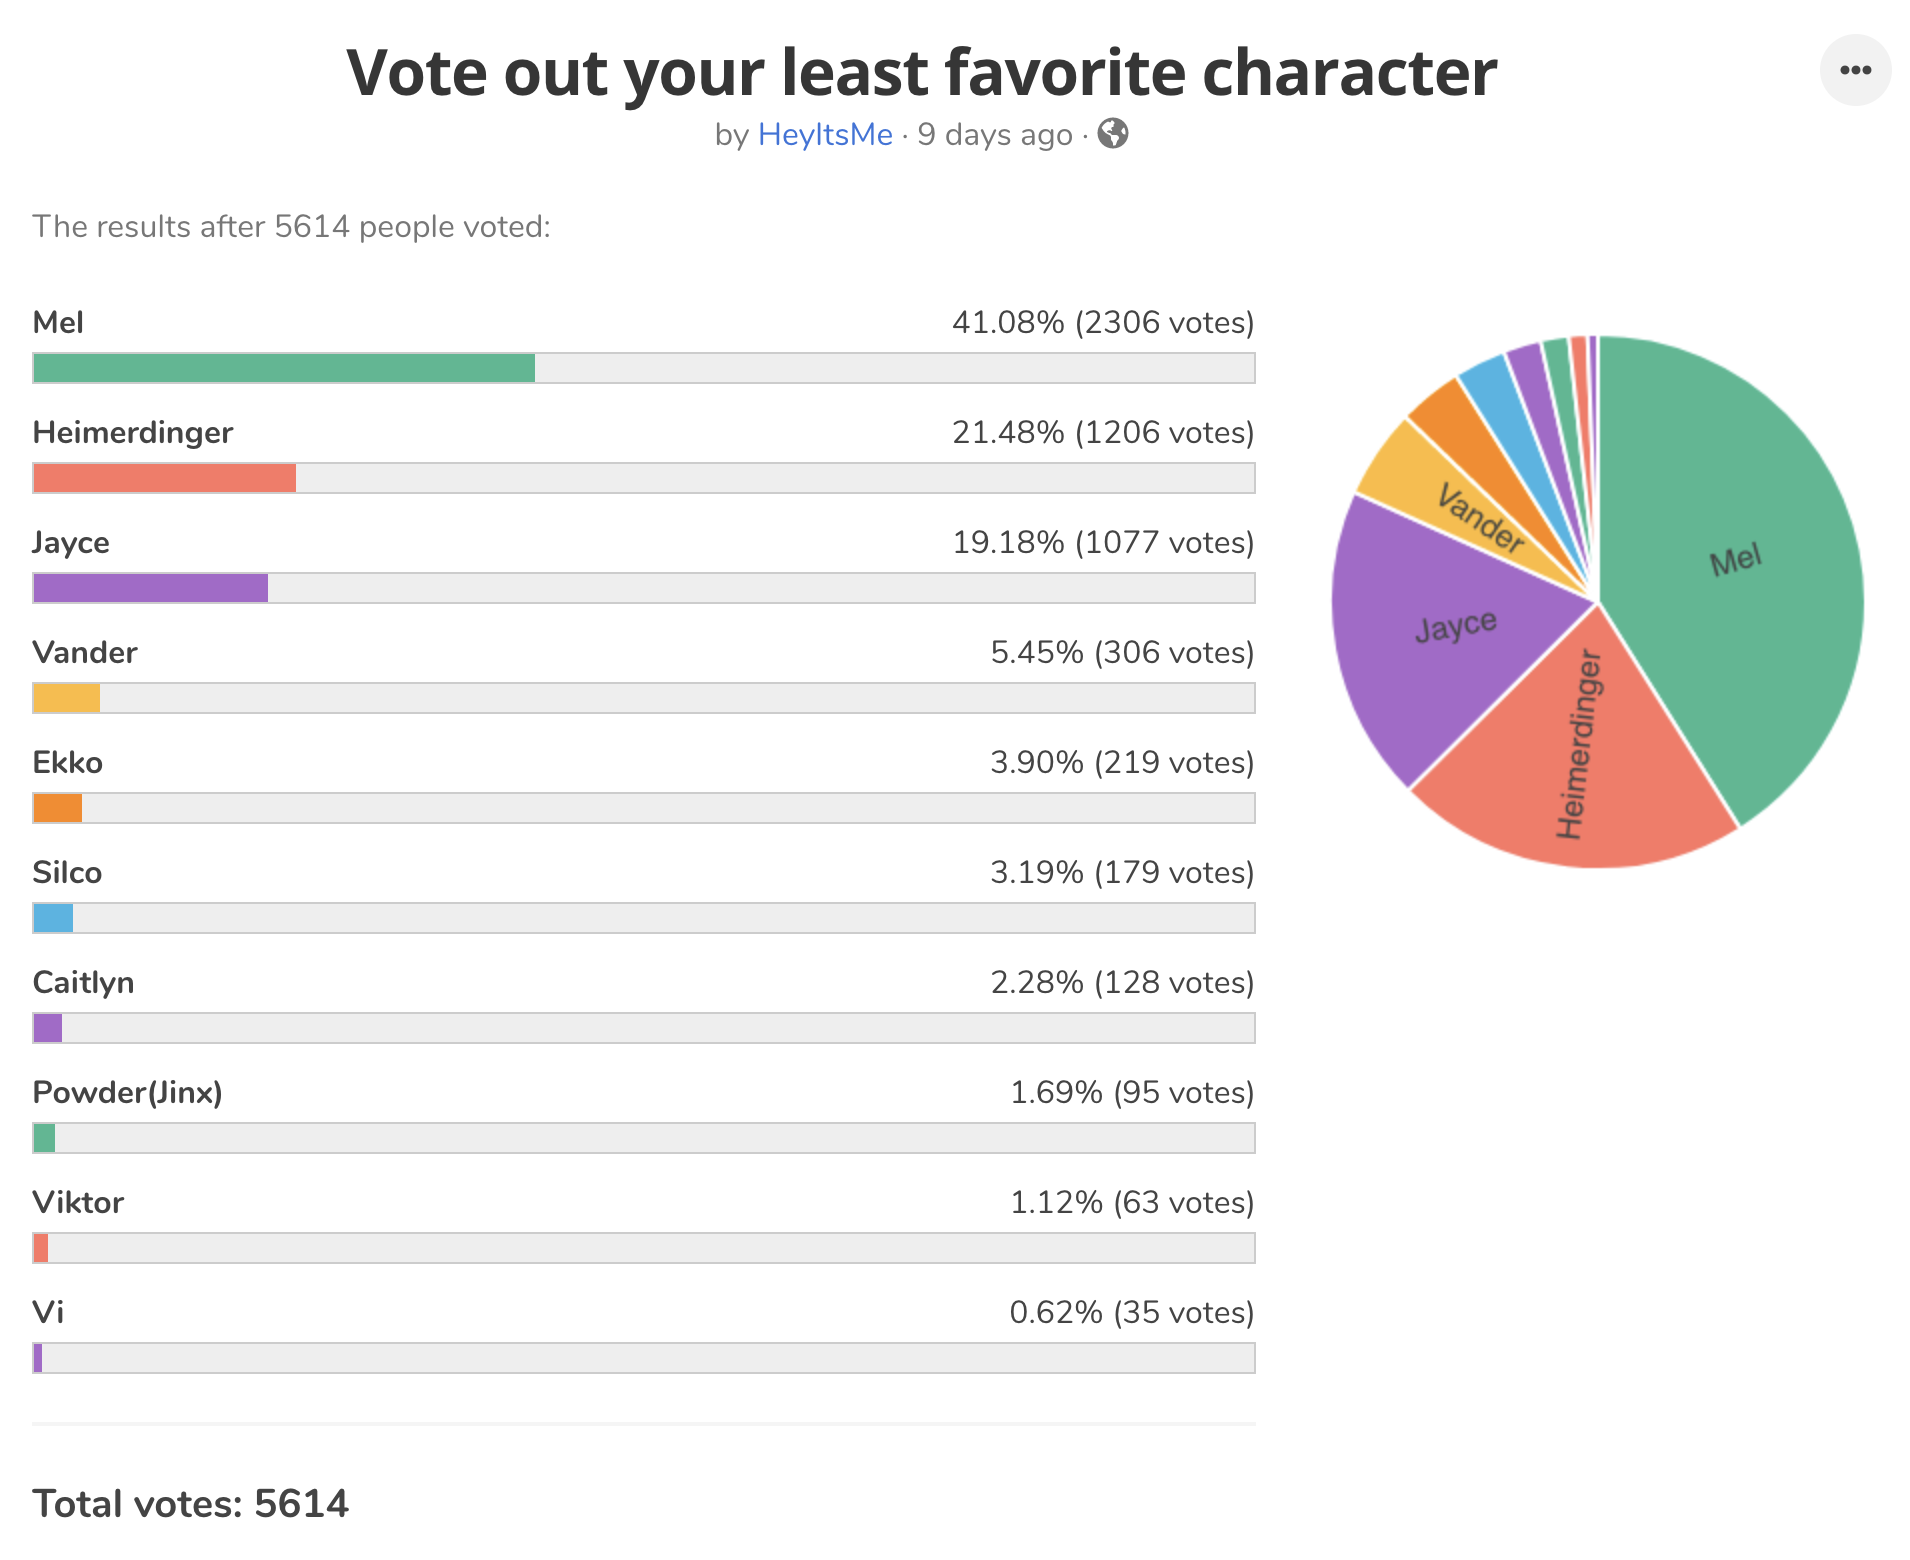 Vote out your least favorite character
by HeyItsMe · 9 days ago ·
The results after 5614 people voted:
Mel 41.08% (2306 votes)
Heimerdinger 21.48% (1206 votes)
Jayce 19.18% (1077 votes)
Vander 5.45% (306 votes)
Ekko 3.90% (219 votes)
Silco 3.19% (179 votes)
Caitlyn 2.28% (128 votes)
Powder(Jinx) 1.69% (95 votes)
Viktor 1.12% (63 votes)
Vi 0.62% (35 votes)
Total votes: 5614
Vander
Mel
Jayce
Heimerdinger